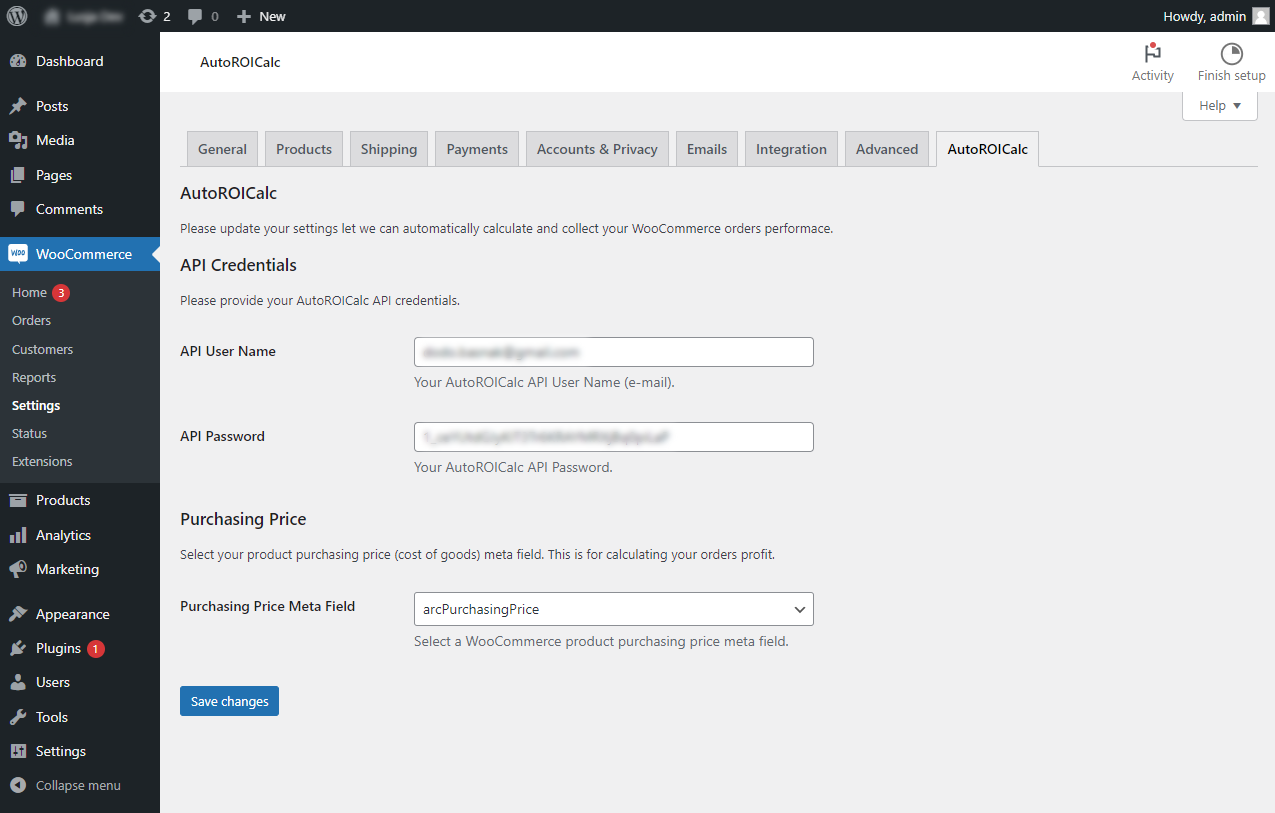 2
0
New
Howdy, admin
Dashboard
Posts
Media
Pages
Comments
WOO
WooCommerce
Home 3
Orders
Customers
Reports
Settings
Status
Extensions
Products
Analytics
Marketing
Appearance
Plugins 1
Users
Tools
Settings
Collapse menu
AutoROICalc
Activity
Finish setup
Help
General
Products
Shipping
Payments
Accounts & Privacy
Emails
Integration
Advanced
AutoROICalc
AutoROICalc
Please update your settings let we can automatically calculate and collect your WooCommerce orders performace.
API Credentials
Please provide your AutoROICalc API credentials.
API User Name
Your AutoROICalc API User Name (e-mail).
API Password
Your AutoROICalc API Password.
Purchasing Price
Select your product purchasing price (cost of goods) meta field. This is for calculating your orders profit.
Purchasing Price Meta Field
arcPurchasingPrice
Select a WooCommerce product purchasing price meta field.
Save changes